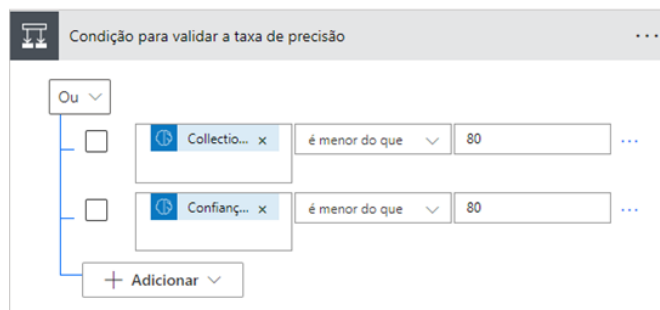 Condição para validar a taxa de precisão
Ou
Collectio... x é menor do que 80
Confianç... x é menor do que 80
Adicionar